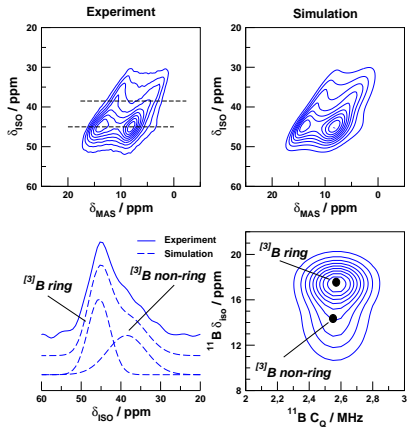 Experiment
Simulation
20
30
40
50
60
δISO / ppm
20 10 0
δMAS / ppm
20
30
40
50
60
δISO / ppm
20 10 0
δMAS / ppm
Experiment
Simulation
[3]B ring
[3]B non-ring
60 50 40 30 20
δISO / ppm
20
16
12
8
11B δiso / ppm
[3]B ring
[3]B non-ring
2 2,2 2,4 2,6 2,8 3
11B CQ / MHz